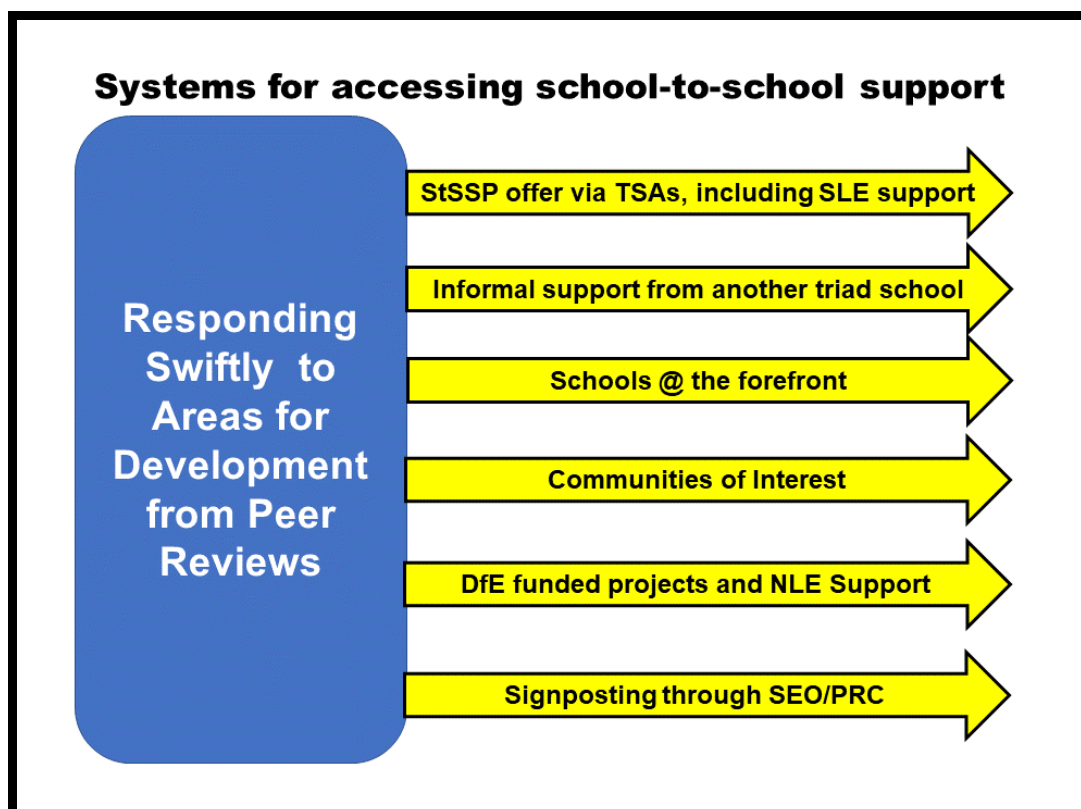 Systems for accessing school-to-school support
Responding
Swiftly to
Areas for
Development
from Peer
Reviews
StSSP offer via TSAs, including SLE support
Informal support from another triad school
Schools @ the forefront
Communities of Interest
DfE funded projects and NLE Support
Signposting through SEO/PRC